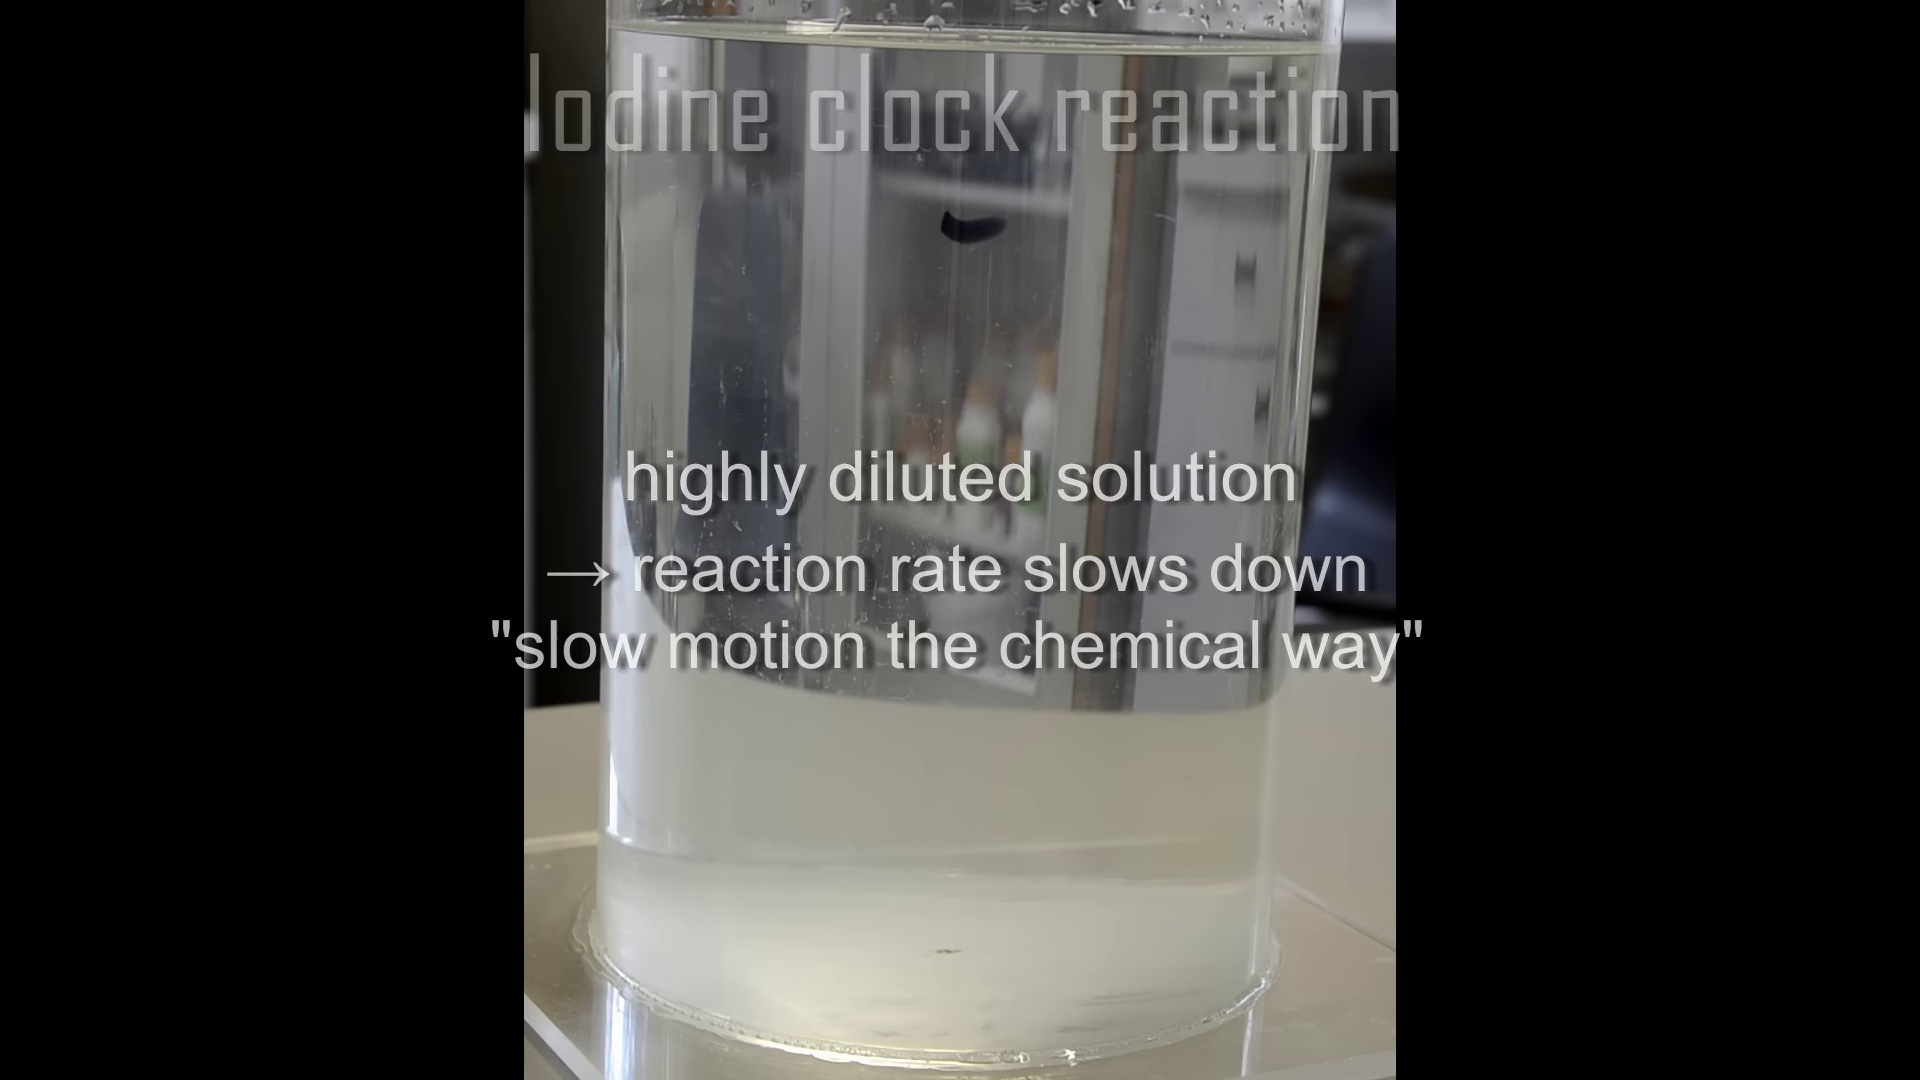 Iodine clock reaction
highly diluted solution
→ reaction rate slows down
"slow motion the chemical way"